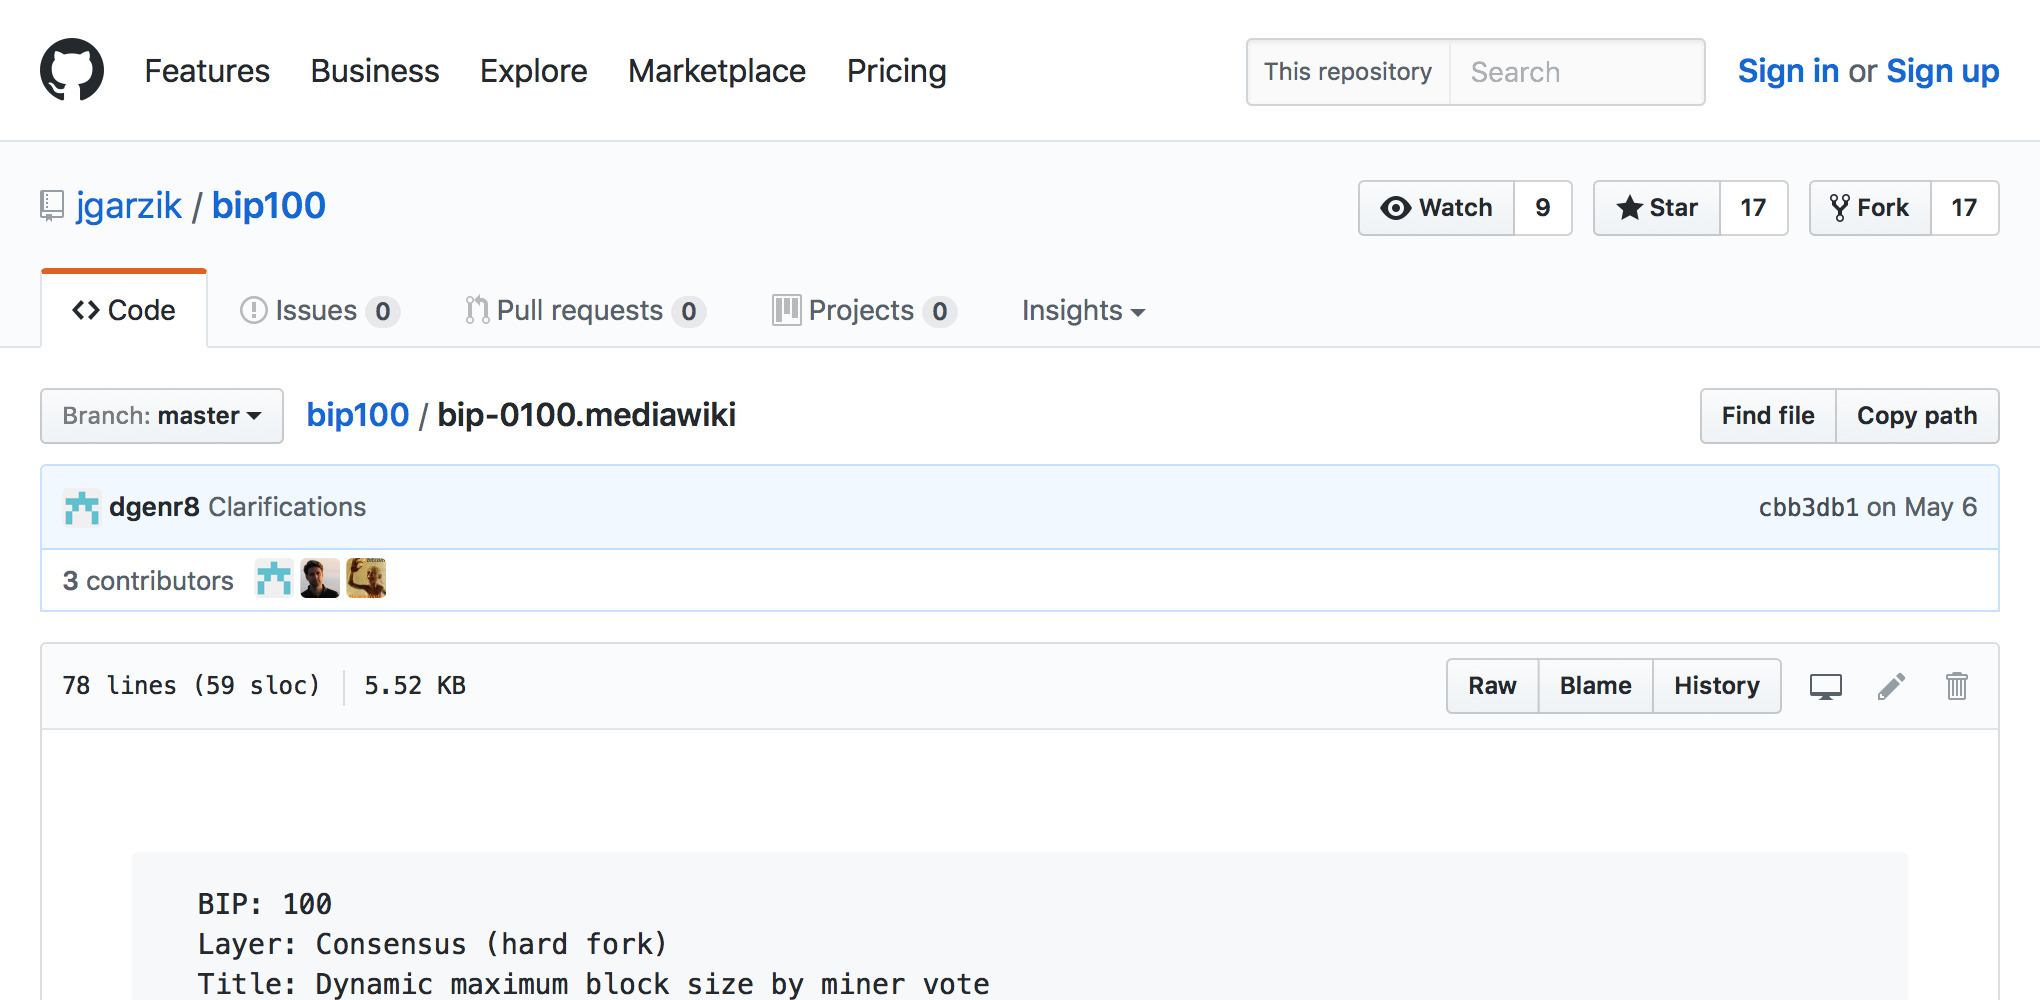 Features Business Explore Marketplace Pricing This repository Search Sign in or Sign up
jgarzik / bip100 Watch 9 Star 17 Fork 17
Code Issues 0 Pull requests 0 Projects 0 Insights
Branch: master bip100 / bip-0100.mediawiki Find file Copy path
dgenr8 Clarifications cbb3db1 on May 6
3 contributors
78 lines (59 sloc) 5.52 KB Raw Blame History
BIP: 100
Layer: Consensus (hard fork)
Title: Dynamic maximum block size by miner vote